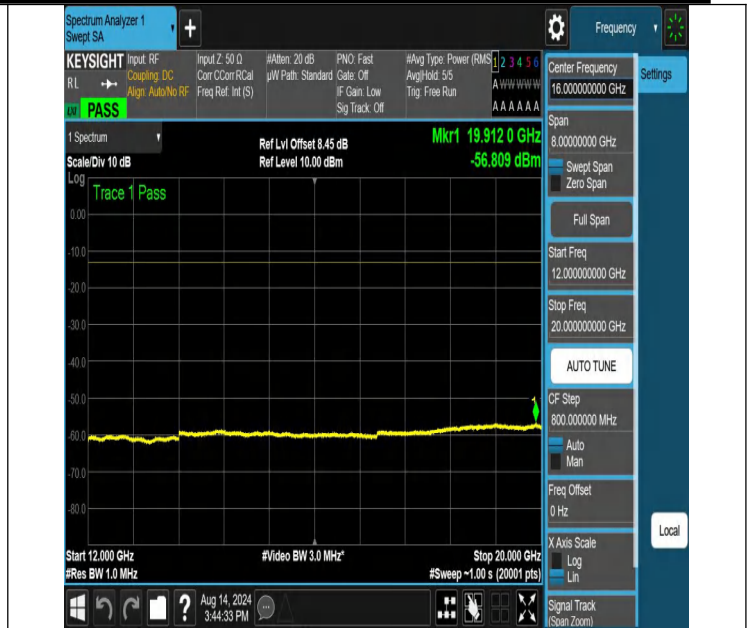 Spectrum Analyzer 1
Swept SA
+
Frequency
KEYSIGHT
RL
PASS
Input: RF
Coupling: DC
Align: Auto/No RF
Input Z: 50 Ω
Corr CCorr RCal
Freq Ref: Int (S)
#Atten: 20 dB
µW Path: Standard
PNO: Fast
Gate: Off
IF Gain: Low
Sig Track: Off
#Avg Type: Power (RMS
Avg|Hold: 5/5
Trig: Free Run
1 2 3 4 5 6
A W W W W W
A A A A A A
Center Frequency
16.000000000 GHz
Settings
Span
8.00000000 GHz
Swept Span
Zero Span
Full Span
Start Freq
12.000000000 GHz
Stop Freq
20.000000000 GHz
AUTO TUNE
CF Step
800.000000 MHz
Auto
Man
Freq Offset
0 Hz
X Axis Scale
Log
Lin
Signal Track
(Span Zoom)
Local
1 Spectrum
Scale/Div 10 dB
Log
Ref Lvl Offset 8.45 dB
Ref Level 10.00 dBm
Mkr1 19.912 0 GHz
-56.809 dBm
Trace 1 Pass
0.00
-10.0
-20.0
-30.0
-40.0
-50.0
-60.0
-70.0
-80.0
1
Start 12.000 GHz
#Res BW 1.0 MHz
#Video BW 3.0 MHz*
Stop 20.000 GHz
#Sweep ~1.00 s (20001 pts)
?
Aug 14, 2024
3:44:33 PM